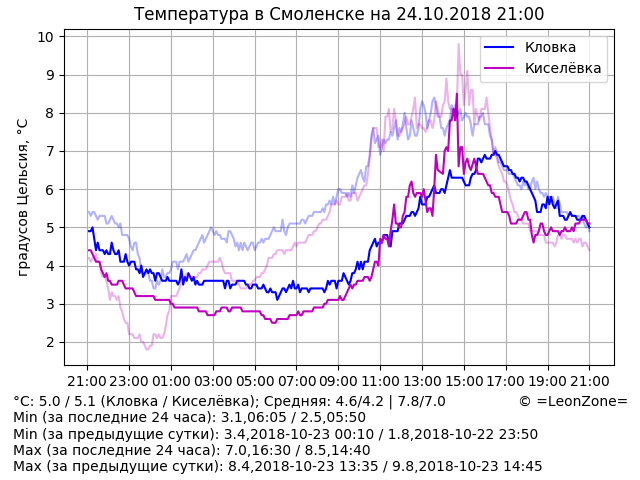 Температура в Смоленске на 24.10.2018 21:00
градусов Цельсия, °C
10
9
8
7
6
5
4
3
2
Кловка
Киселёвка
21:00 23:00 01:00 03:00 05:00 07:00 09:00 11:00 13:00 15:00 17:00 19:00 21:00
°C: 5.0 / 5.1 (Кловка / Киселёвка); Средняя: 4.6/4.2 | 7.8/7.0 © =LeonZone=
Min (за последние 24 часа): 3.1,06:05 / 2.5,05:50
Min (за предыдущие сутки): 3.4,2018-10-23 00:10 / 1.8,2018-10-22 23:50
Max (за последние 24 часа): 7.0,16:30 / 8.5,14:40
Max (за предыдущие сутки): 8.4,2018-10-23 13:35 / 9.8,2018-10-23 14:45